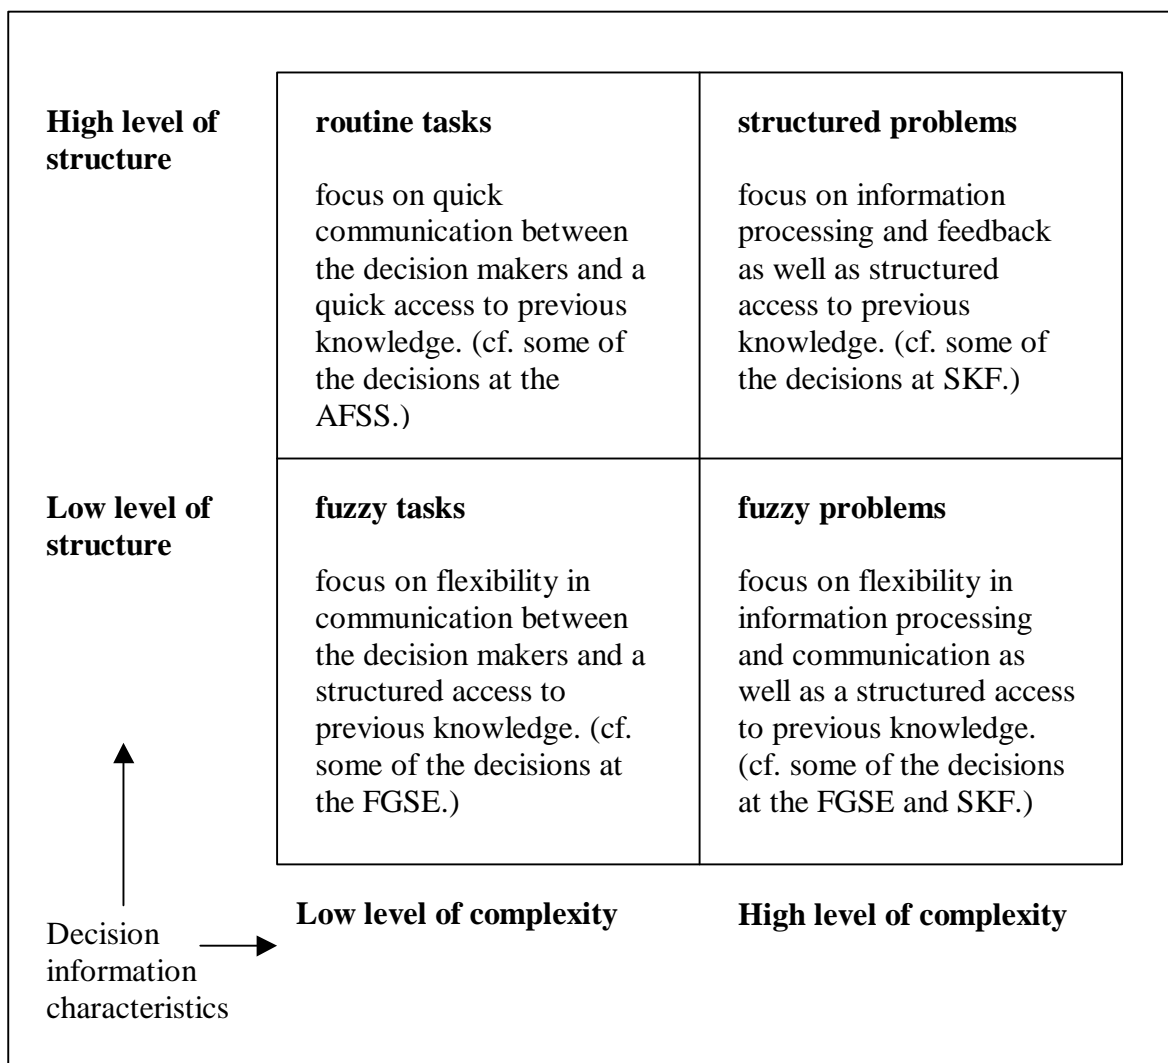 High level of
structure
routine tasks
focus on quick
communication between
the decision makers and a
quick access to previous
knowledge. (cf. some of
the decisions at the
AFSS.)
structured problems
focus on information
processing and feedback
as well as structured
access to previous
knowledge. (cf. some of
the decisions at SKF.)
Low level of
structure
fuzzy tasks
focus on flexibility in
communication between
the decision makers and a
structured access to
previous knowledge. (cf.
some of the decisions at
the FGSE.)
fuzzy problems
focus on flexibility in
information processing
and communication as
well as a structured access
to previous knowledge.
(cf. some of the decisions
at the FGSE and SKF.)
Low level of complexity
High level of complexity
Decision
information
characteristics